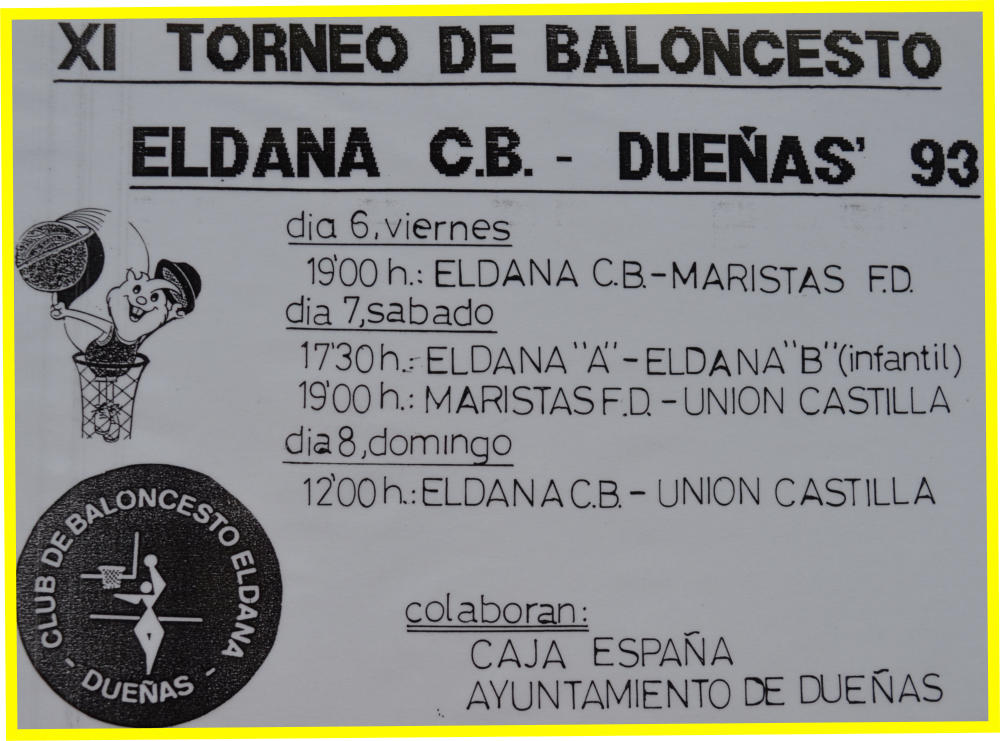 XI TORNEO DE BALONCESTO
ELDANA C.B. - DUEÑAS' 93
dia 6, viernes
19'00 h.: ELDANA C.B. - MARISTAS F.D.
dia 7, sabado
17'30 h.: ELDANA "A" - ELDANA "B" (infantil)
19'00 h.: MARISTAS F.D. - UNION CASTILLA
dia 8, domingo
12'00 h.: ELDANA C.B. - UNION CASTILLA
CLUB DE BALONCESTO ELDANA
- DUEÑAS -
colaboran:
CAJA ESPAÑA
AYUNTAMIENTO DE DUEÑAS